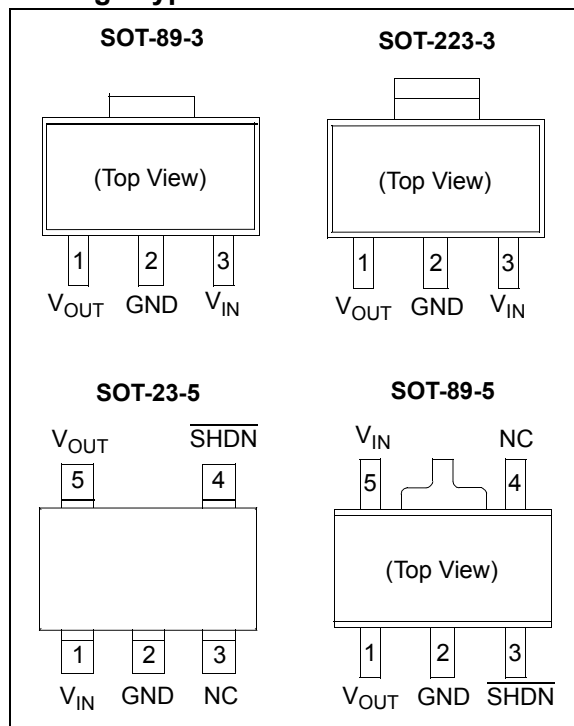 SOT-89-3
SOT-223-3
(Top View)
(Top View)
1 2 3
1 2 3
VOUT GND VIN
VOUT GND VIN
SOT-23-5
SOT-89-5
VOUT SHDN
VIN NC
5 4
5 4
(Top View)
1 2 3
1 2 3
VIN GND NC
VOUT GND SHDN